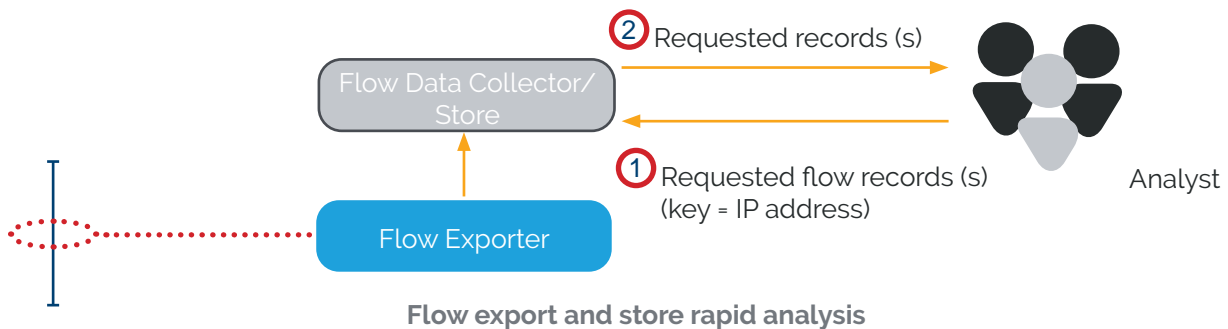 2 Requested records (s)
Flow Data Collector/
Store
1 Requested flow records (s)
(key = IP address)
Analyst
Flow Exporter
Flow export and store rapid analysis